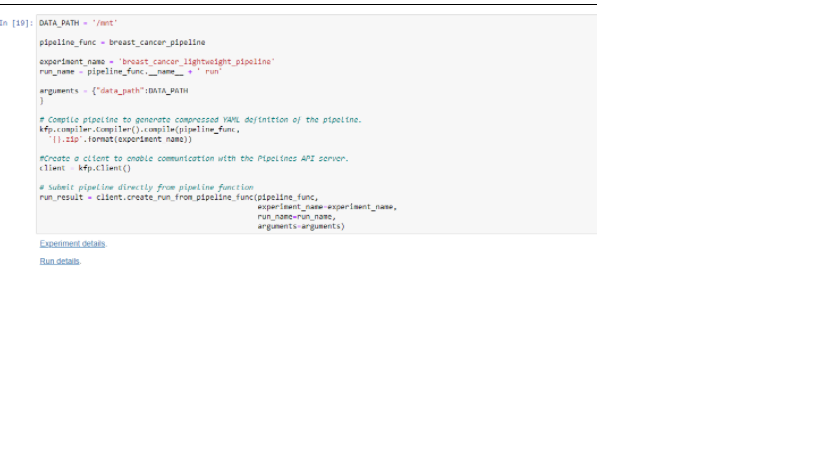 In [19]: DATA_PATH = '/mnt'
pipeline_func = breast_cancer_pipeline
experiment_name = 'breast_cancer_lightweight_pipeline'
run_name = pipeline_func.__name__ + ' run'
arguments = {"data_path":DATA_PATH
}
# Compile pipeline to generate compressed YAML definition of the pipeline.
kfp.compiler.Compiler().compile(pipeline_func,
'{}.zip'.format(experiment_name))
#Create a client to enable communication with the Pipelines API server.
client = kfp.Client()
# Submit pipeline directly from pipeline function
run_result = client.create_run_from_pipeline_func(pipeline_func,
experiment_name=experiment_name,
run_name=run_name,
arguments=arguments)
Experiment details.
Run details.